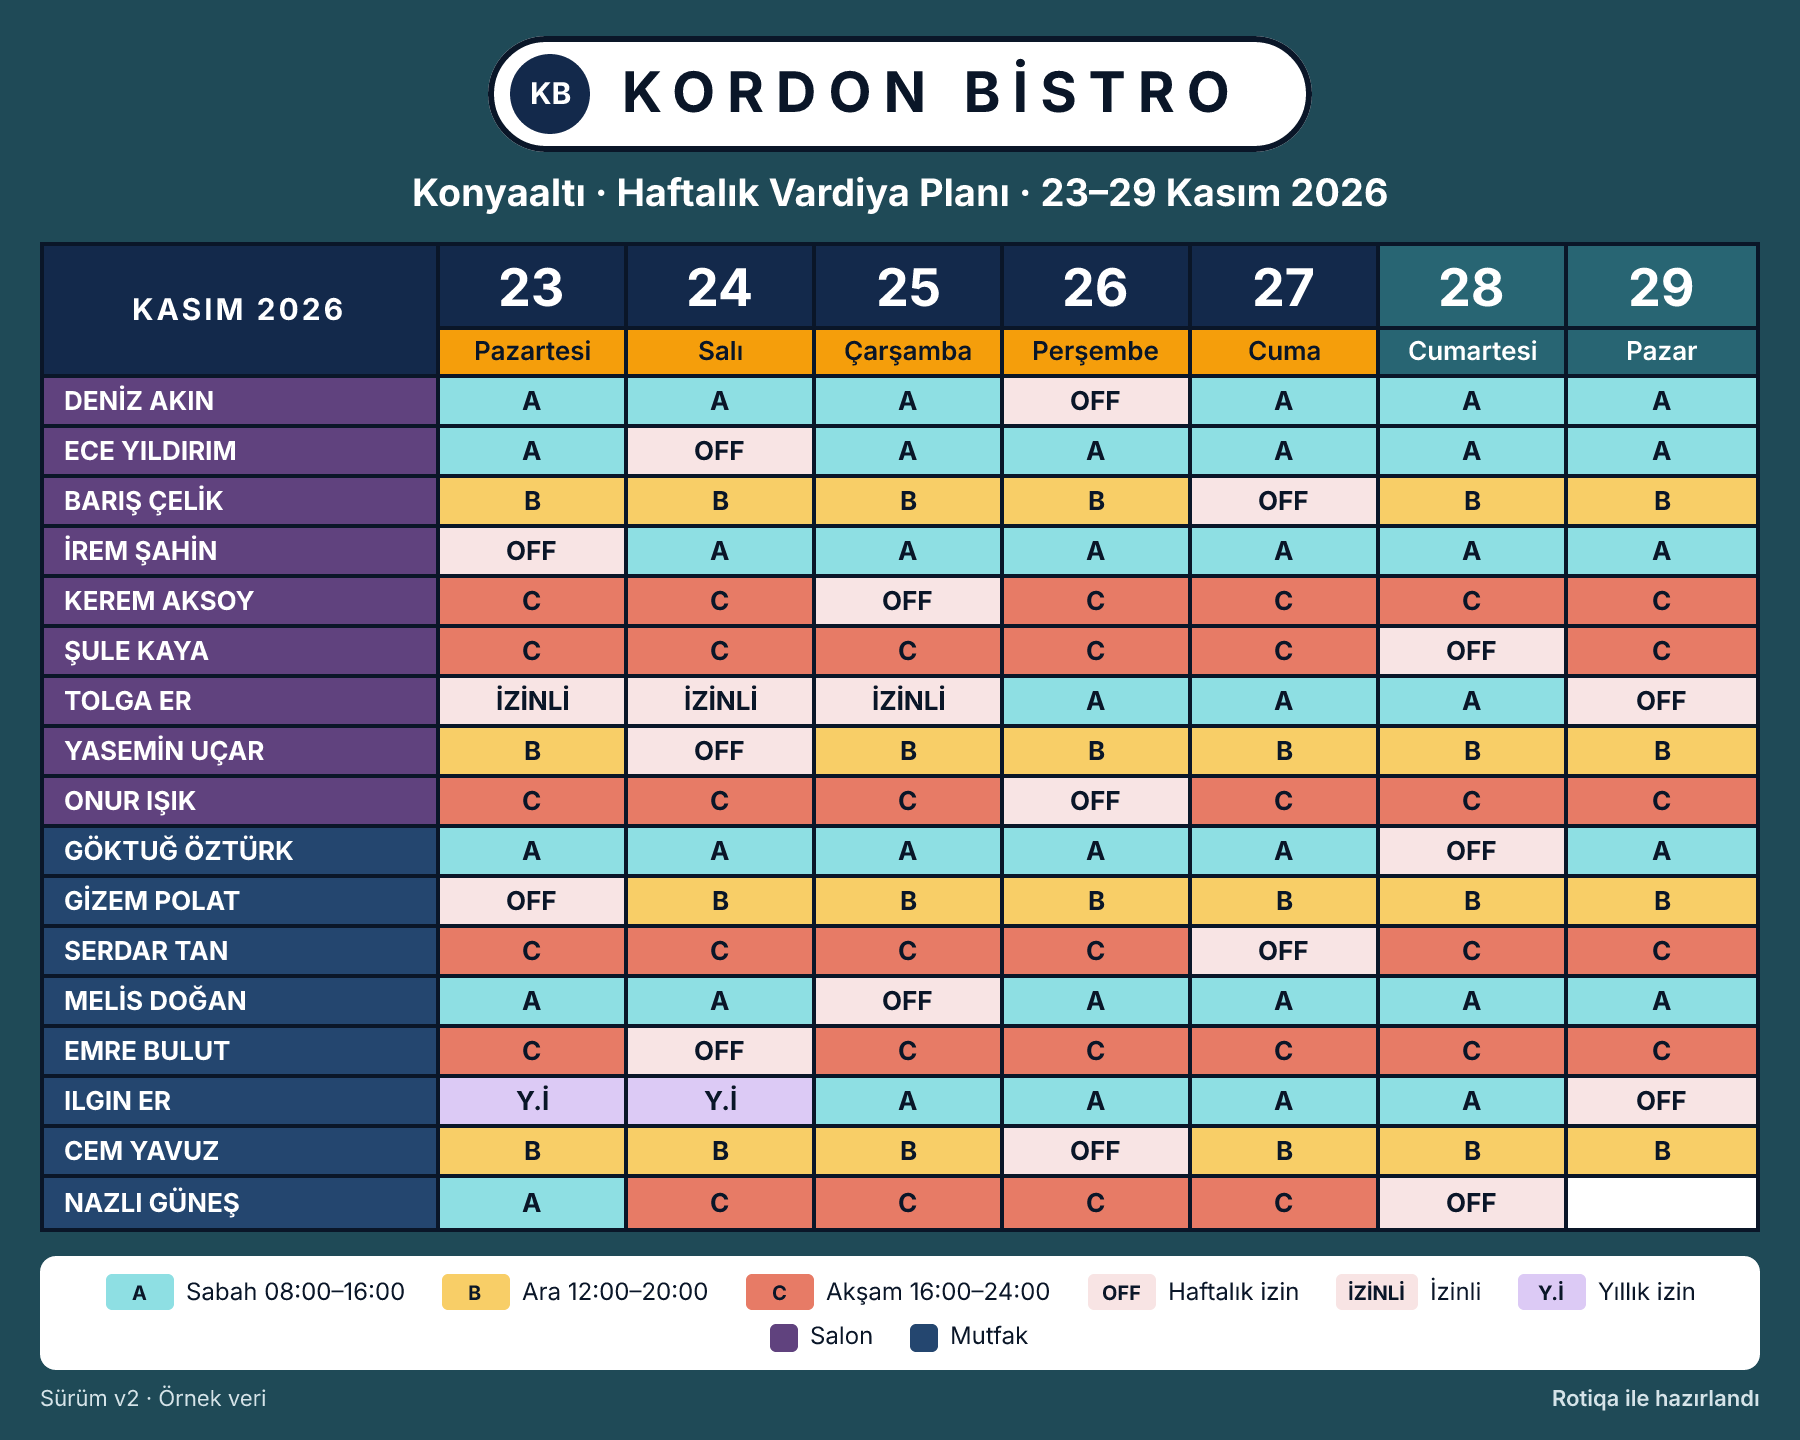 KB KORDON BİSTRO
Konyaaltı · Haftalık Vardiya Planı · 23–29 Kasım 2026
KASIM 2026 23 24 25 26 27 28 29
Pazartesi Salı Çarşamba Perşembe Cuma Cumartesi Pazar
DENİZ AKIN A A A OFF A A A
ECE YILDIRIM A OFF A A A A A
BARIŞ ÇELİK B B B B OFF B B
İREM ŞAHİN OFF A A A A A A
KEREM AKSOY C C OFF C C C C
ŞULE KAYA C C C C C OFF C
TOLGA ER İZİNLİ İZİNLİ İZİNLİ A A A OFF
YASEMİN UÇAR B OFF B B B B B
ONUR IŞIK C C C OFF C C C
GÖKTUĞ ÖZTÜRK A A A A A OFF A
GİZEM POLAT OFF B B B B B B
SERDAR TAN C C C C OFF C C
MELİS DOĞAN A A OFF A A A A
EMRE BULUT C OFF C C C C C
ILGIN ER Y.İ Y.İ A A A A OFF
CEM YAVUZ B B B OFF B B B
NAZLI GÜNEŞ A C C C C OFF
A Sabah 08:00–16:00 B Ara 12:00–20:00 C Akşam 16:00–24:00 OFF Haftalık izin İZİNLİ İzinli Y.İ Yıllık izin
Salon Mutfak
Sürüm v2 · Örnek veri Rotiqa ile hazırlandı